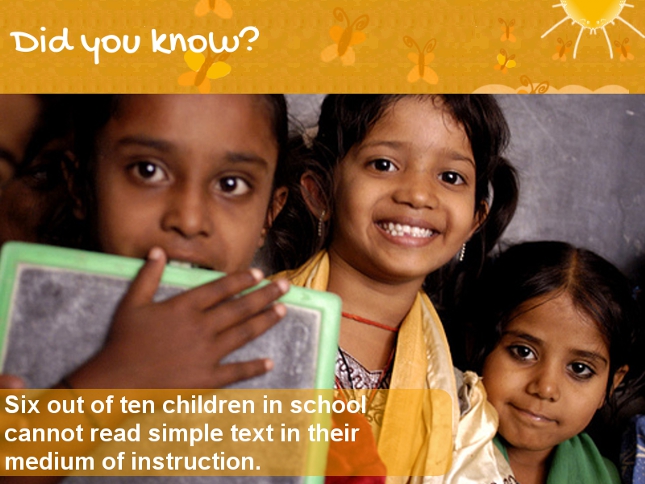 Did you know?
Six out of ten children in school
cannot read simple text in their
medium of instruction.